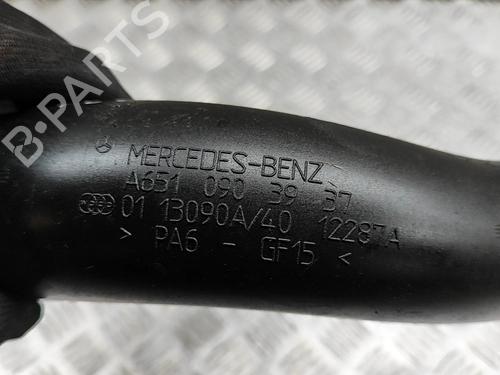 B-PARTS
MERCEDES-BENZ
A651 090 39 37
01 13090A/40 12287A
> PA6 - GF15 <